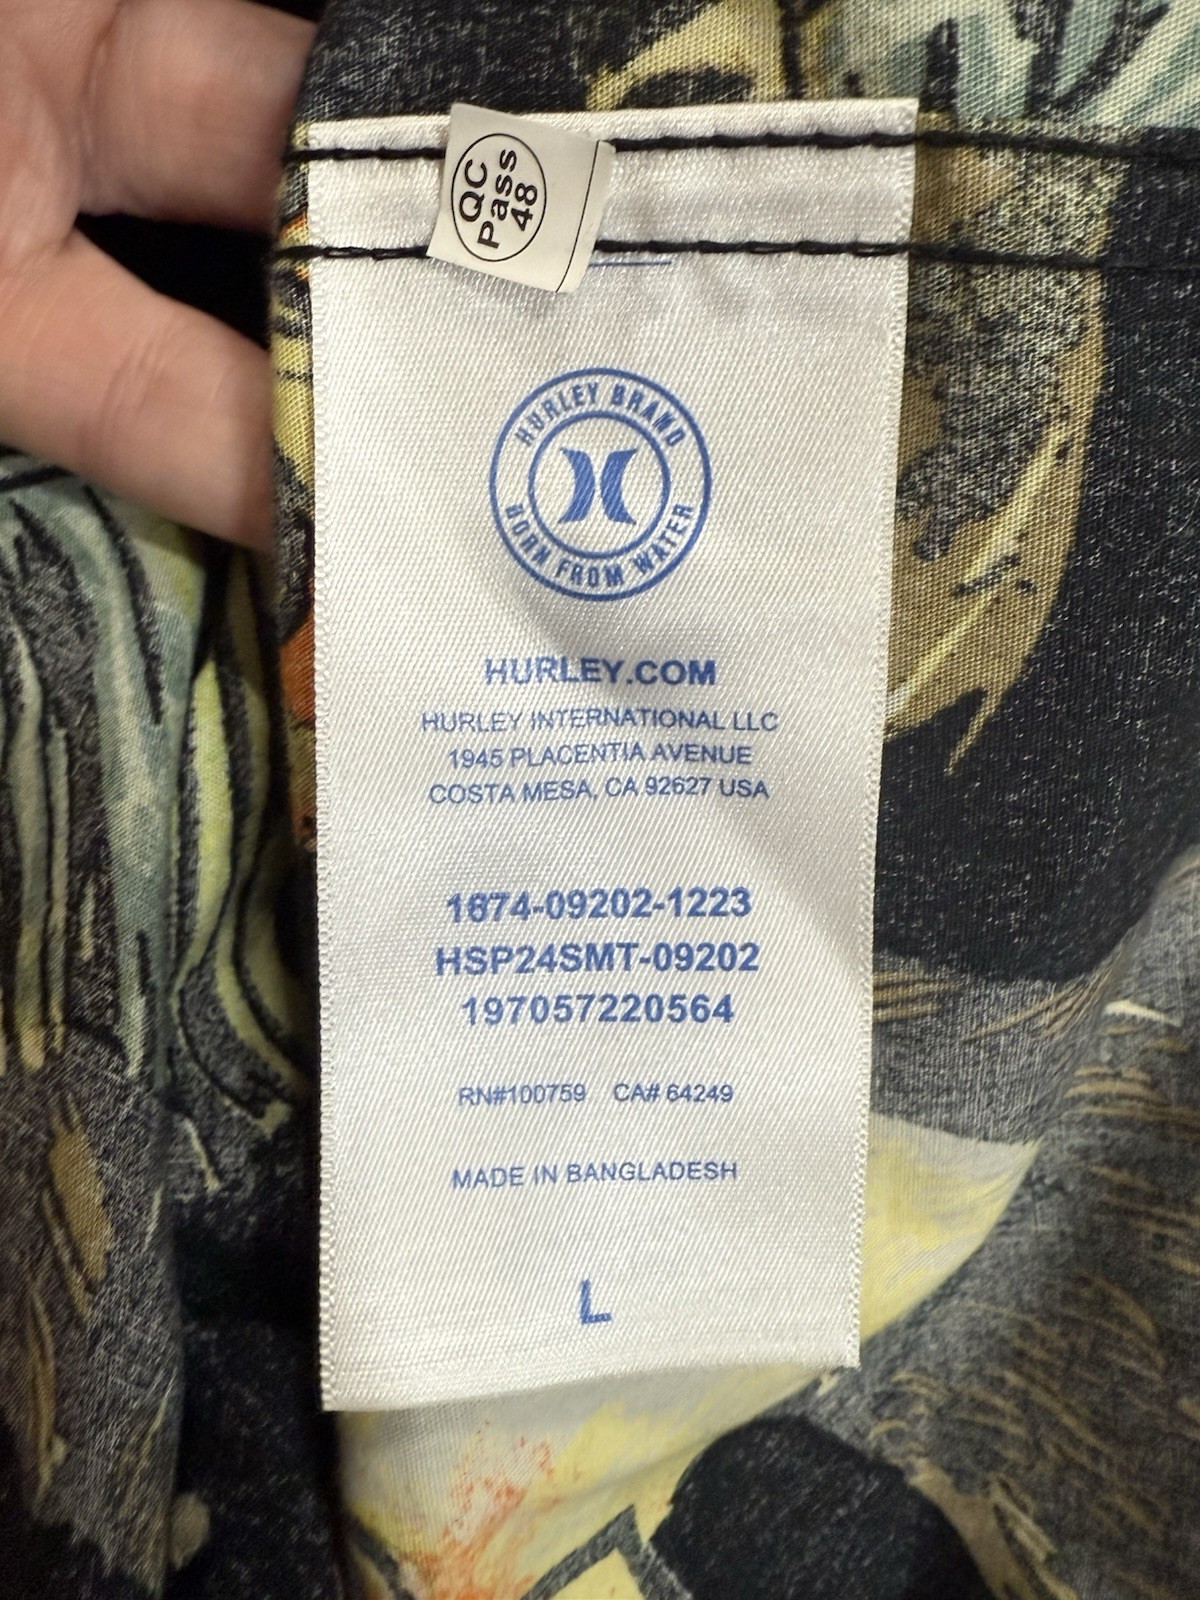 QC
Pass
48
HURLEY BRAND
BORN FROM WATER
HURLEY.COM
HURLEY INTERNATIONAL LLC
1945 PLACENTIA AVENUE
COSTA MESA, CA 92627 USA
1674-09202-1223
HSP24SMT-09202
197057220564
RN#100759 CA# 64249
MADE IN BANGLADESH
L